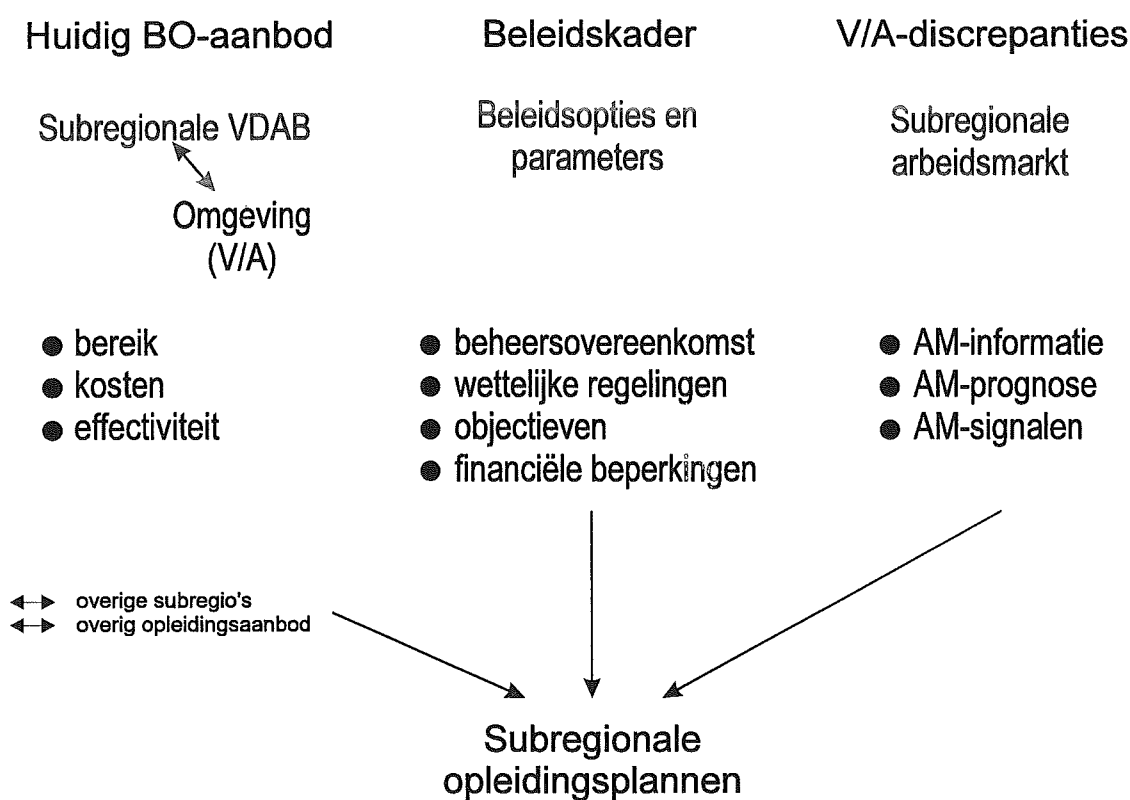 Huidig BO-aanbod
Subregionale VDAB
Omgeving
(V/A)
● bereik
● kosten
● effectiviteit
overige subregio's
overig opleidingsaanbod
Beleidskader
Beleidsopties en
parameters
● beheersovereenkomst
● wettelijke regelingen
● objectieven
● financiële beperkingen
V/A-discrepanties
Subregionale
arbeidsmarkt
● AM-informatie
● AM-prognose
● AM-signalen
Subregionale
opleidingsplannen